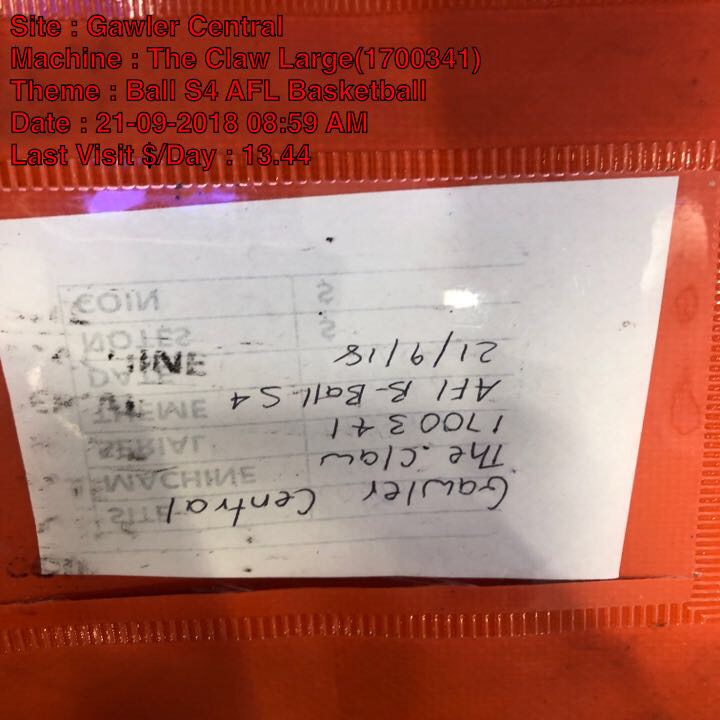 Site : Gawler Central
Machine : The Claw Large(1700341)
Theme : Ball S4 AFL Basketball
Date : 21-09-2018 08:59 AM
Last Visit $/Day : 13.44
SITE Gawler Central
MACHINE The Claw
SERIAL 1700341
THEME AFl B-Ball S4
DATE 21/9/18
NOTES $
COIN $